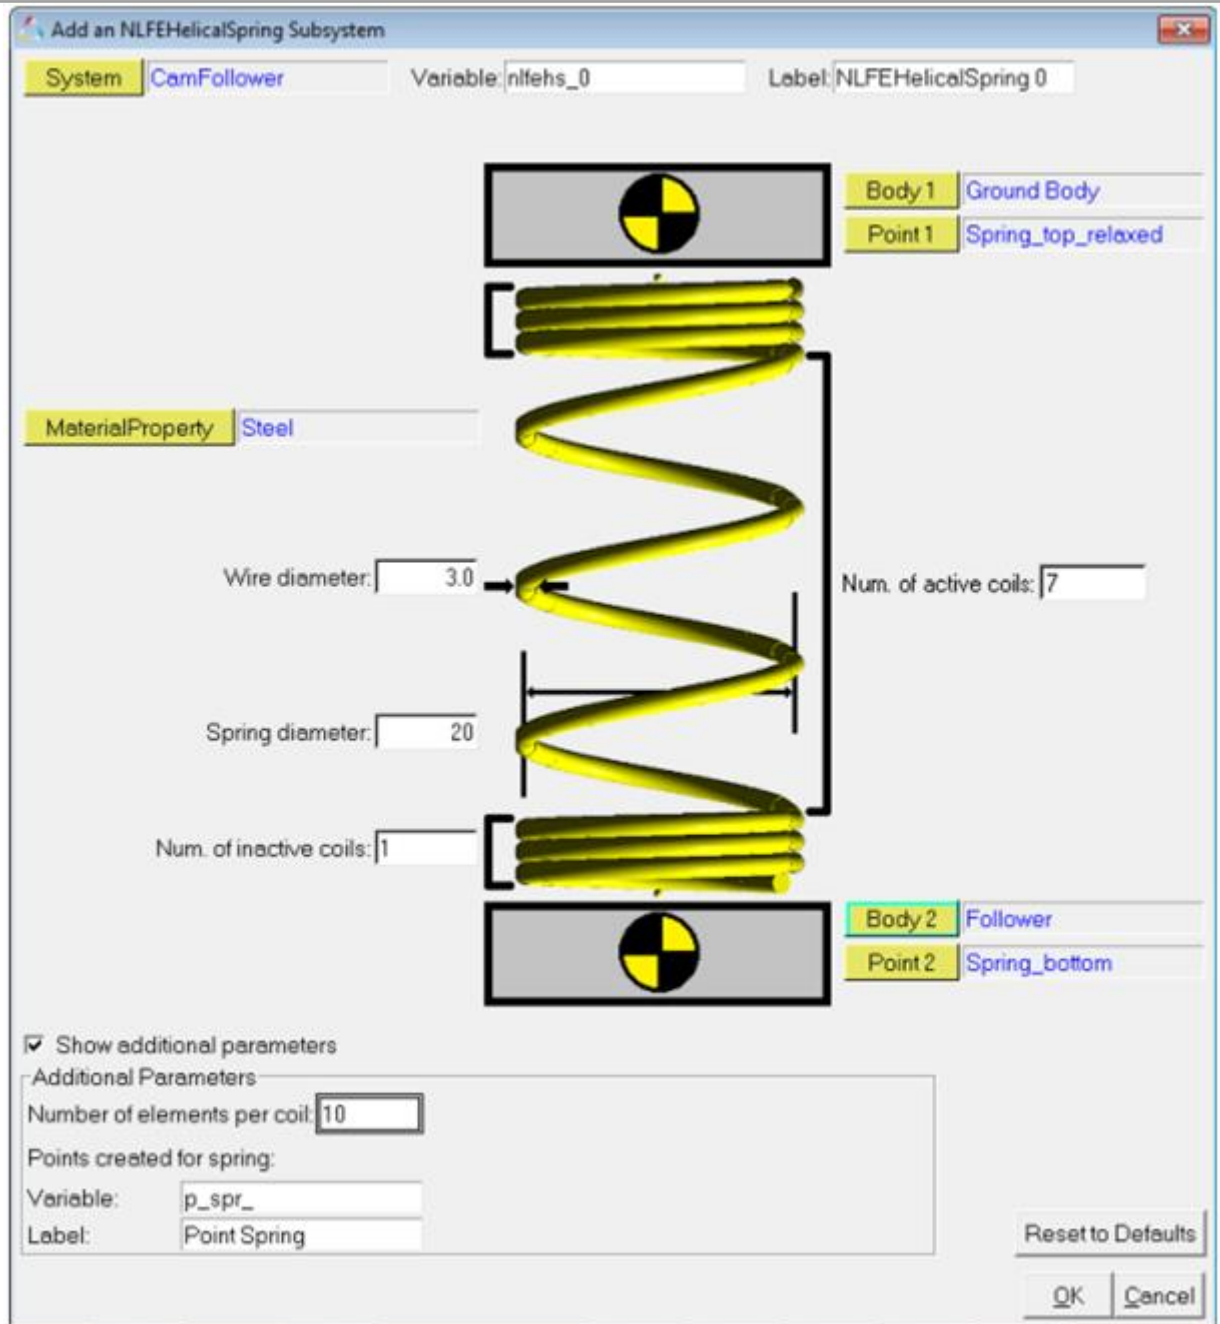 Add an NLFEHelicalSpring Subsystem
System CamFollower Variable: nlfehs_0 Label: NLFEHelicalSpring 0
Body 1 Ground Body
Point 1 Spring_top_relaxed
MaterialProperty Steel
Wire diameter: 3.0
Num. of active coils: 7
Spring diameter: 20
Num. of inactive coils: 1
Body 2 Follower
Point 2 Spring_bottom
Show additional parameters
Additional Parameters
Number of elements per coil: 10
Points created for spring:
Variable: p_spr_
Label: Point Spring
Reset to Defaults
OK Cancel